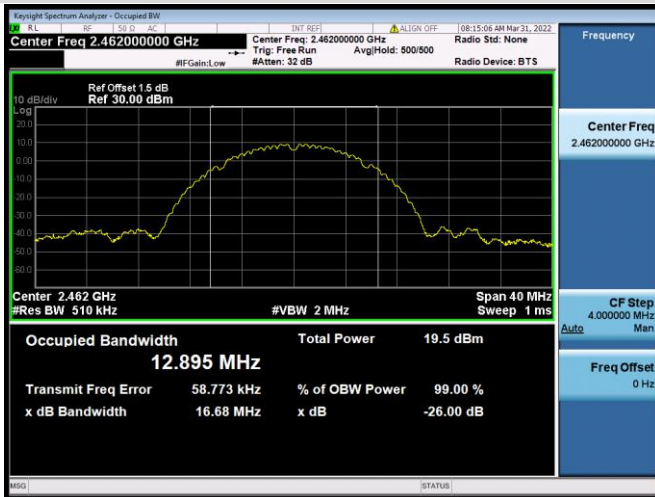 Keysight Spectrum Analyzer - Occupied BW
RL RF 50 Ω AC INT REF ALIGN OFF 08:15:06 AM Mar 31, 2022
Center Freq 2.462000000 GHz
Center Freq: 2.462000000 GHz
Radio Std: None
Trig: Free Run Avg|Hold: 500/500
#IFGain:Low
#Atten: 32 dB
Radio Device: BTS
Ref Offset 1.5 dB
10 dB/div Ref 30.00 dBm
Log
20.0
10.0
0.00
-10.0
-20.0
-30.0
-40.0
-50.0
-60.0
Center 2.462 GHz Span 40 MHz
#Res BW 510 kHz #VBW 2 MHz Sweep 1 ms
Occupied Bandwidth Total Power 19.5 dBm
12.895 MHz
Transmit Freq Error 58.773 kHz % of OBW Power 99.00 %
x dB Bandwidth 16.68 MHz x dB -26.00 dB
MSG STATUS
Frequency
Center Freq
2.462000000 GHz
CF Step
4.000000 MHz
Auto Man
Freq Offset
0 Hz